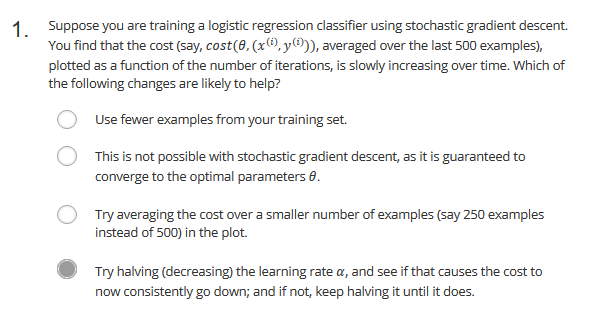 1. Suppose you are training a logistic regression classifier using stochastic gradient descent.
You find that the cost (say, cost(θ, (x⁽ⁱ⁾, y⁽ⁱ⁾)), averaged over the last 500 examples),
plotted as a function of the number of iterations, is slowly increasing over time. Which of
the following changes are likely to help?
Use fewer examples from your training set.
This is not possible with stochastic gradient descent, as it is guaranteed to
converge to the optimal parameters θ.
Try averaging the cost over a smaller number of examples (say 250 examples
instead of 500) in the plot.
Try halving (decreasing) the learning rate α, and see if that causes the cost to
now consistently go down; and if not, keep halving it until it does.